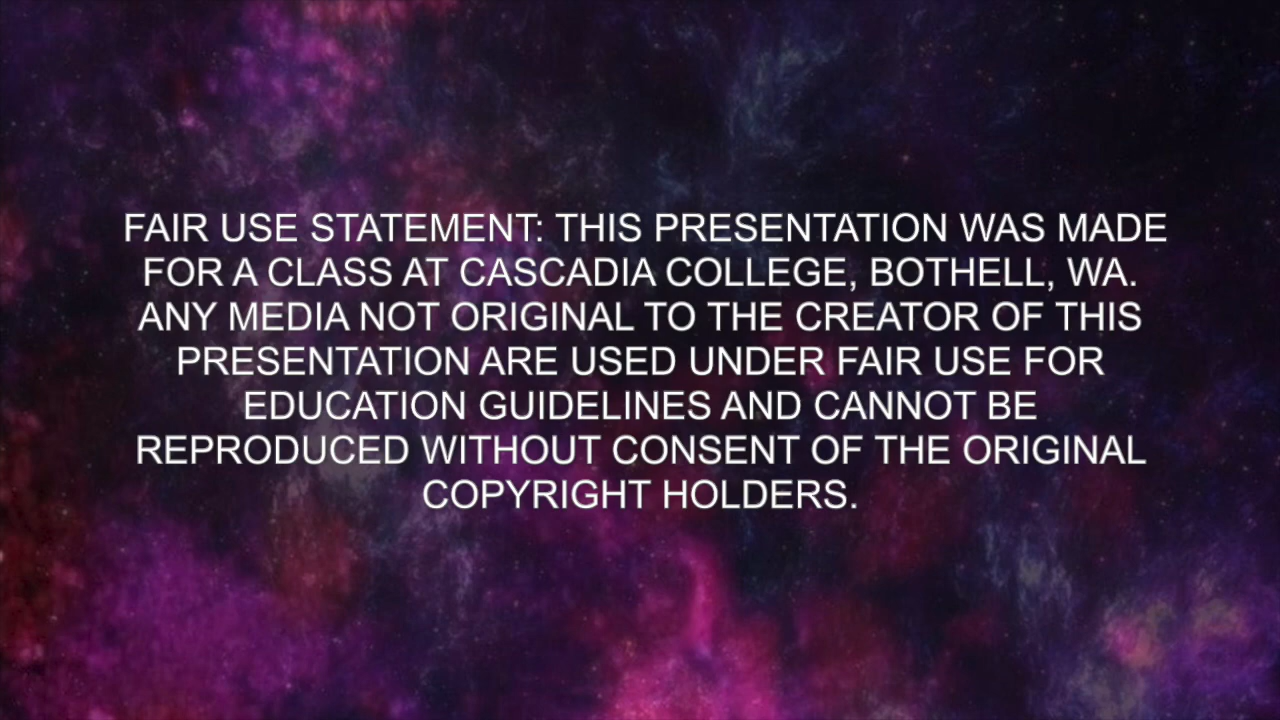 FAIR USE STATEMENT: THIS PRESENTATION WAS MADE
FOR A CLASS AT CASCADIA COLLEGE, BOTHELL, WA.
ANY MEDIA NOT ORIGINAL TO THE CREATOR OF THIS
PRESENTATION ARE USED UNDER FAIR USE FOR
EDUCATION GUIDELINES AND CANNOT BE
REPRODUCED WITHOUT CONSENT OF THE ORIGINAL
COPYRIGHT HOLDERS.